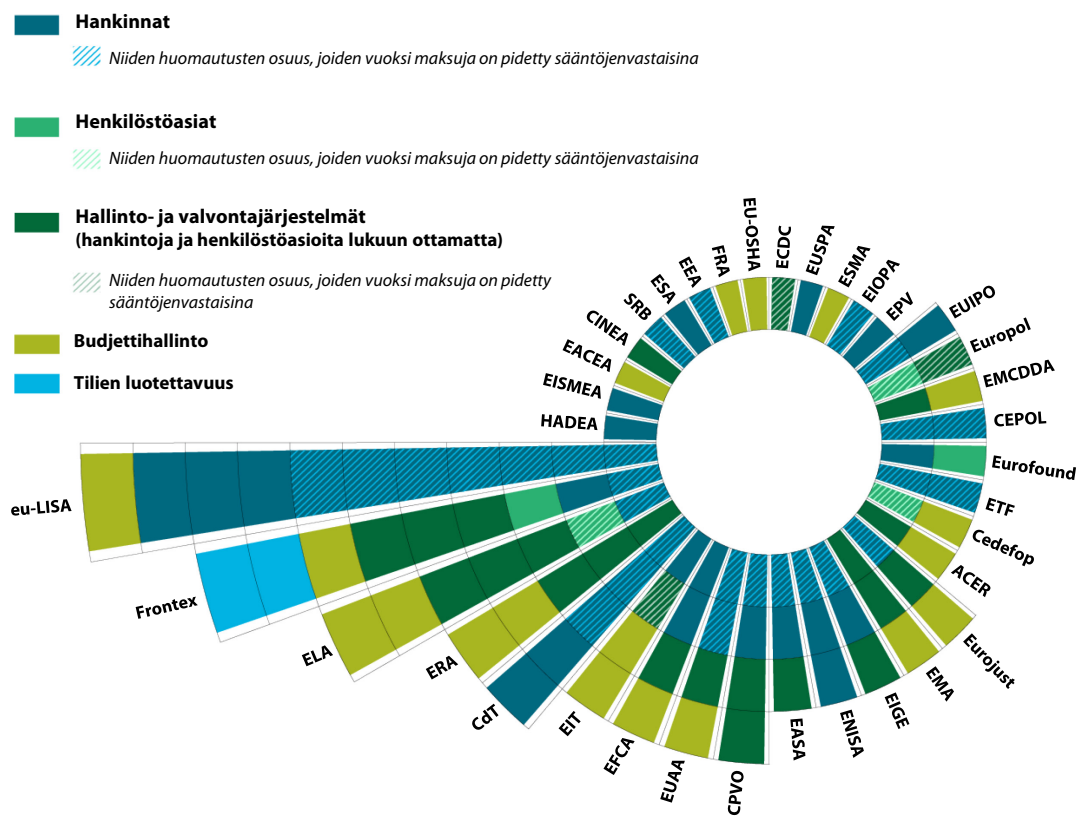 Hankinnat
Niiden huomautusten osuus, joiden vuoksi maksuja on pidetty sääntöjenvastaisina
Henkilöstöasiat
Niiden huomautusten osuus, joiden vuoksi maksuja on pidetty sääntöjenvastaisina
Hallinto- ja valvontajärjestelmät
(hankintoja ja henkilöstöasioita lukuun ottamatta)
Niiden huomautusten osuus, joiden vuoksi maksuja on pidetty
sääntöjenvastaisina
Budjettihallinto
Tilien luotettavuus
ECDC
EUSPA
ESMA
EIOPA
EPV
EUIPO
Europol
EMCDDA
CEPOL
Eurofound
ETF
Cedefop
ACER
Eurojust
EMA
EIGE
ENISA
EASA
CPVO
EUAA
EFCA
EIT
CdT
ERA
ELA
Frontex
eu-LISA
HADEA
EISMEA
EACEA
CINEA
SRB
ESA
EEA
FRA
EU-OSHA